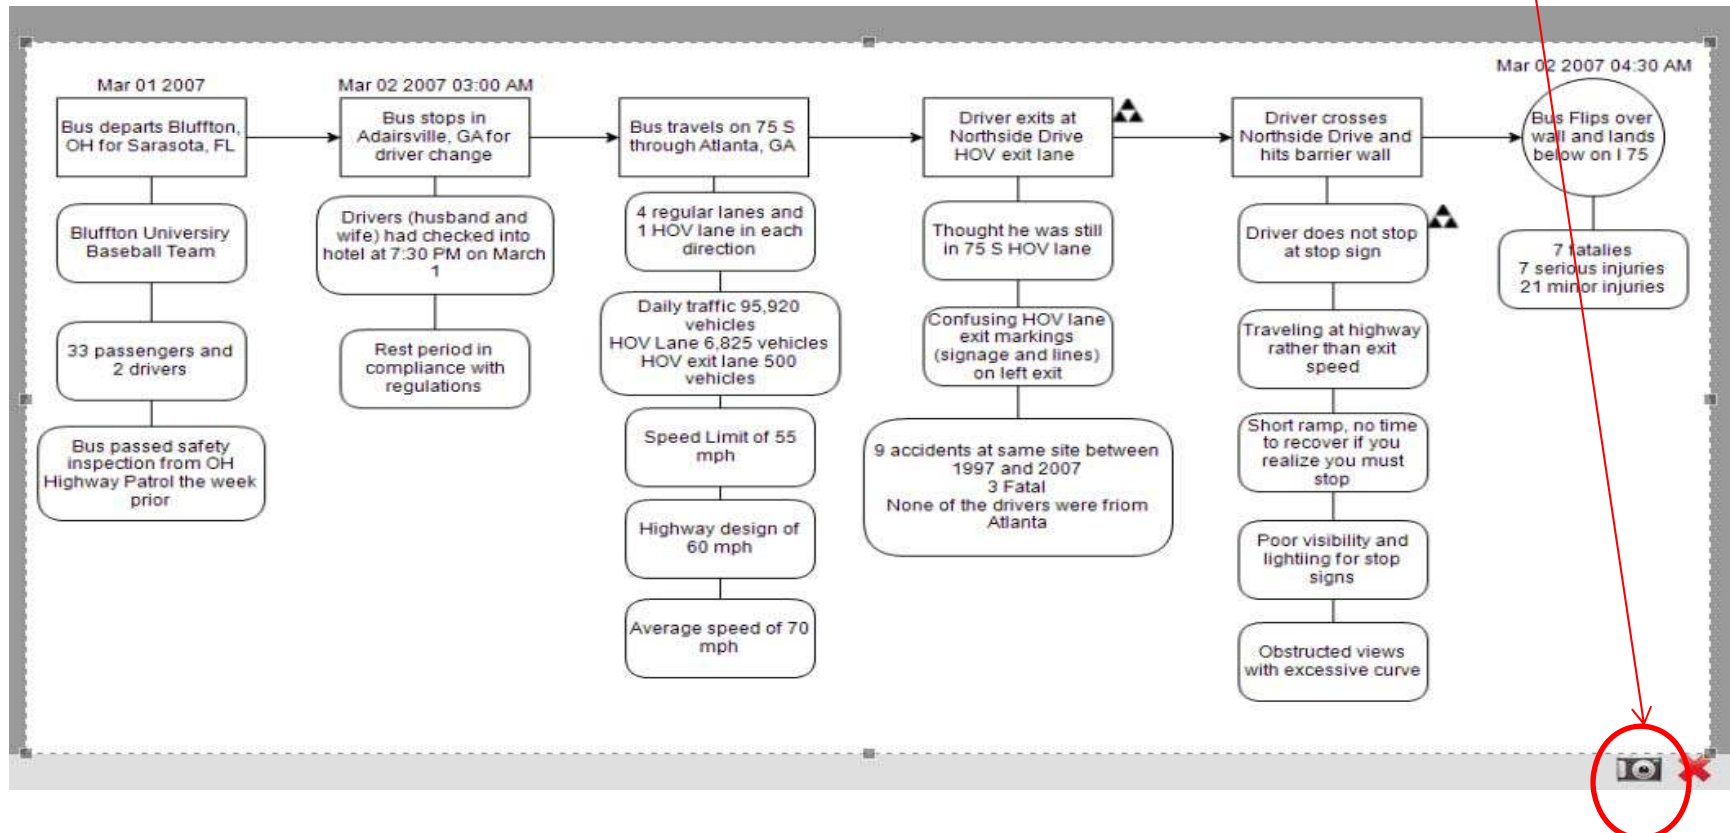 Mar 01 2007
Bus departs Bluffton,
OH for Sarasota, FL
Bluffton Universiry
Baseball Team
33 passengers and
2 drivers
Bus passed safety
inspection from OH
Highway Patrol the week
prior
Mar 02 2007 03:00 AM
Bus stops in
Adairsville, GA for
driver change
Drivers (husband and
wife) had checked into
hotel at 7:30 PM on March
1
Rest period in
compliance with
regulations
Bus travels on 75 S
through Atlanta, GA
4 regular lanes and
1 HOV lane in each
direction
Daily traffic 95,920
vehicles
HOV Lane 6,825 vehicles
HOV exit lane 500
vehicles
Speed Limit of 55
mph
Highway design of
60 mph
Average speed of 70
mph
Driver exits at
Northside Drive
HOV exit lane
Thought he was still
in 75 S HOV lane
Confusing HOV lane
exit markings
(signage and lines)
on left exit
9 accidents at same site between
1997 and 2007
3 Fatal
None of the drivers were friom
Atlanta
Driver crosses
Northside Drive and
hits barrier wall
Driver does not stop
at stop sign
Traveling at highway
rather than exit
speed
Short ramp, no time
to recover if you
realize you must
stop
Poor visibility and
lightiing for stop
signs
Obstructed views
with excessive curve
Mar 02 2007 04:30 AM
Bus Flips over
wall and lands
below on I 75
7 fatalies
7 serious injuries
21 minor injuries